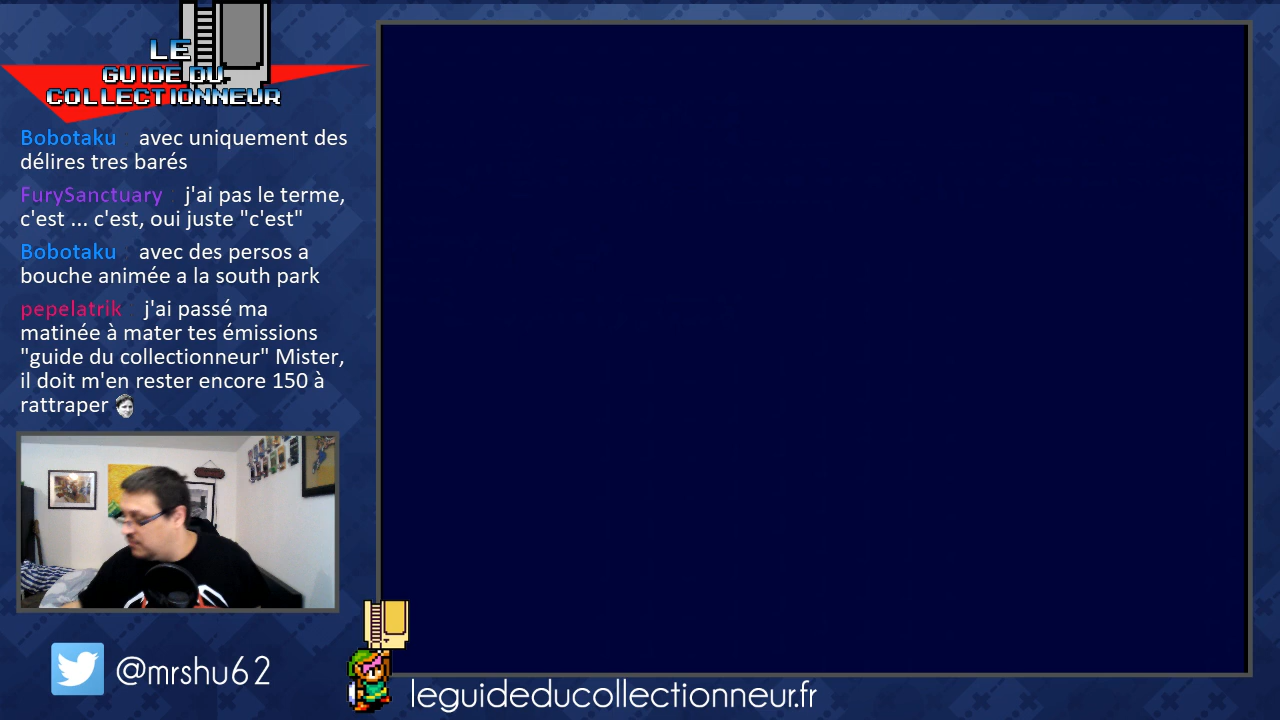 LE
GUIDE DU
COLLECTIONNEUR
Bobotaku avec uniquement des
délires tres barés
FurySanctuary j'ai pas le terme,
c'est ... c'est, oui juste "c'est"
Bobotaku avec des persos a
bouche animée a la south park
pepelatrik j'ai passé ma
matinée à mater tes émissions
"guide du collectionneur" Mister,
il doit m'en rester encore 150 à
rattraper
@mrshu62
leguideducollectionneur.fr